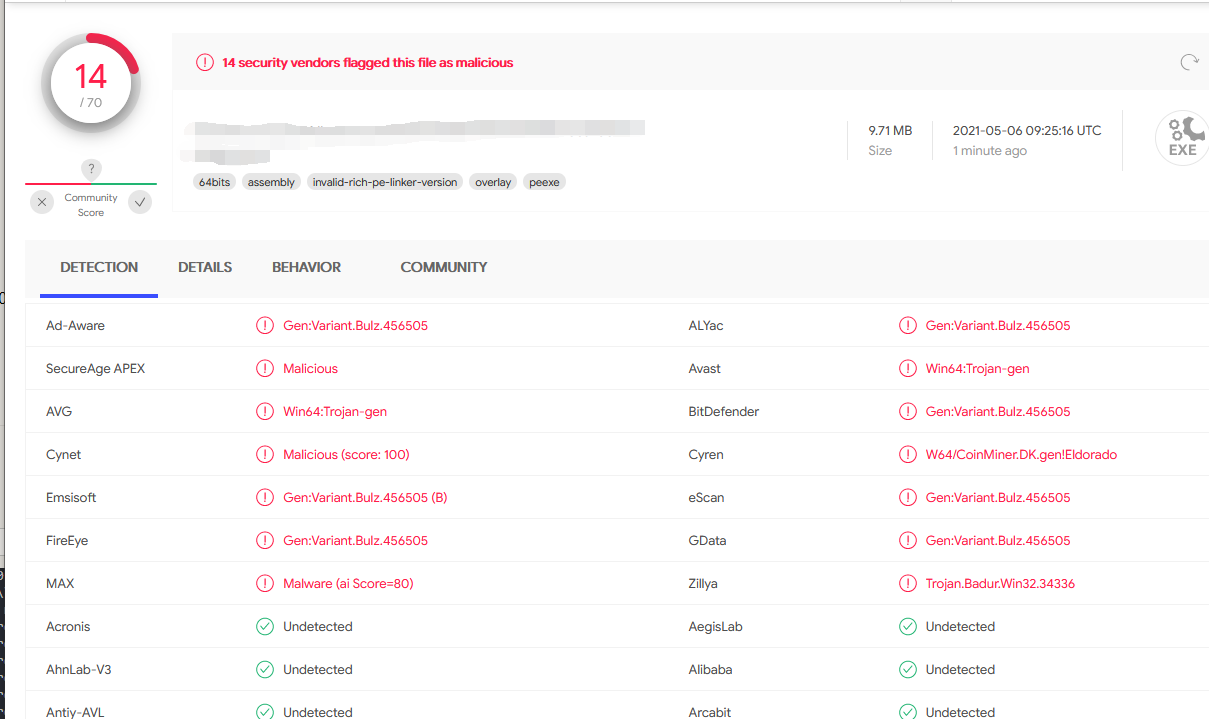 14
/ 70
14 security vendors flagged this file as malicious
9.71 MB
Size
2021-05-06 09:25:16 UTC
1 minute ago
EXE
64bits assembly invalid-rich-pe-linker-version overlay peexe
?
Community
Score
DETECTION DETAILS BEHAVIOR COMMUNITY
Ad-Aware Gen:Variant.Bulz.456505 ALYac Gen:Variant.Bulz.456505
SecureAge APEX Malicious Avast Win64:Trojan-gen
AVG Win64:Trojan-gen BitDefender Gen:Variant.Bulz.456505
Cynet Malicious (score: 100) Cyren W64/CoinMiner.DK.gen!Eldorado
Emsisoft Gen:Variant.Bulz.456505 (B) eScan Gen:Variant.Bulz.456505
FireEye Gen:Variant.Bulz.456505 GData Gen:Variant.Bulz.456505
MAX Malware (ai Score=80) Zillya Trojan.Badur.Win32.34336
Acronis Undetected AegisLab Undetected
AhnLab-V3 Undetected Alibaba Undetected
Antiy-AVL Undetected Arcabit Undetected